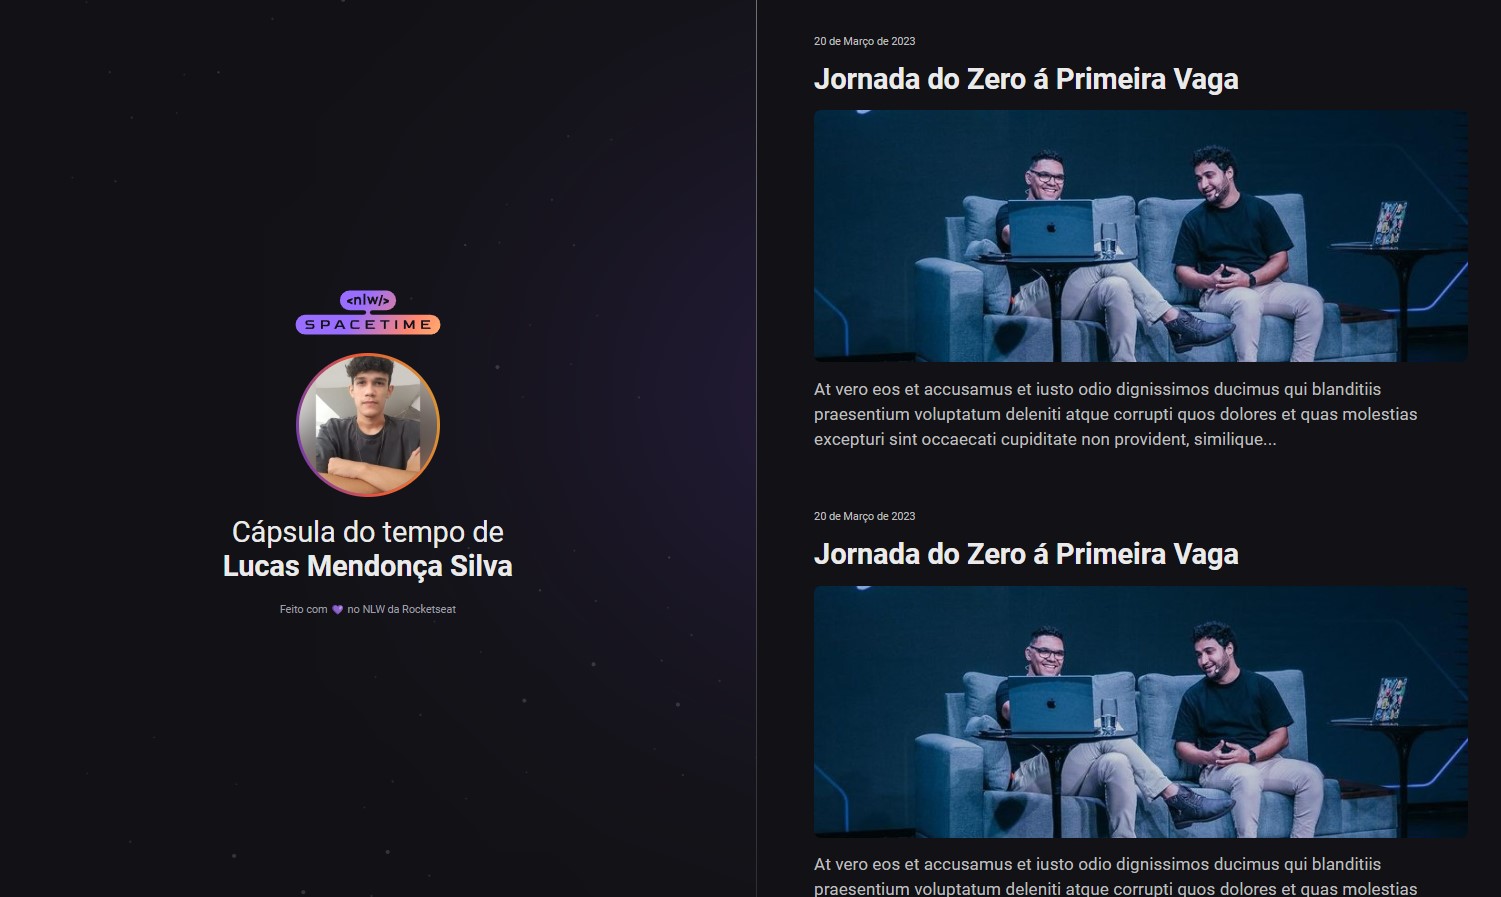 <nlw/>
SPACETIME
Cápsula do tempo de
Lucas Mendonça Silva
Feito com 💜 no NLW da Rocketseat
20 de Março de 2023
Jornada do Zero á Primeira Vaga
At vero eos et accusamus et iusto odio dignissimos ducimus qui blanditiis
praesentium voluptatum deleniti atque corrupti quos dolores et quas molestias
excepturi sint occaecati cupiditate non provident, similique...
20 de Março de 2023
Jornada do Zero á Primeira Vaga
At vero eos et accusamus et iusto odio dignissimos ducimus qui blanditiis
praesentium voluptatum deleniti atque corrupti quos dolores et quas molestias